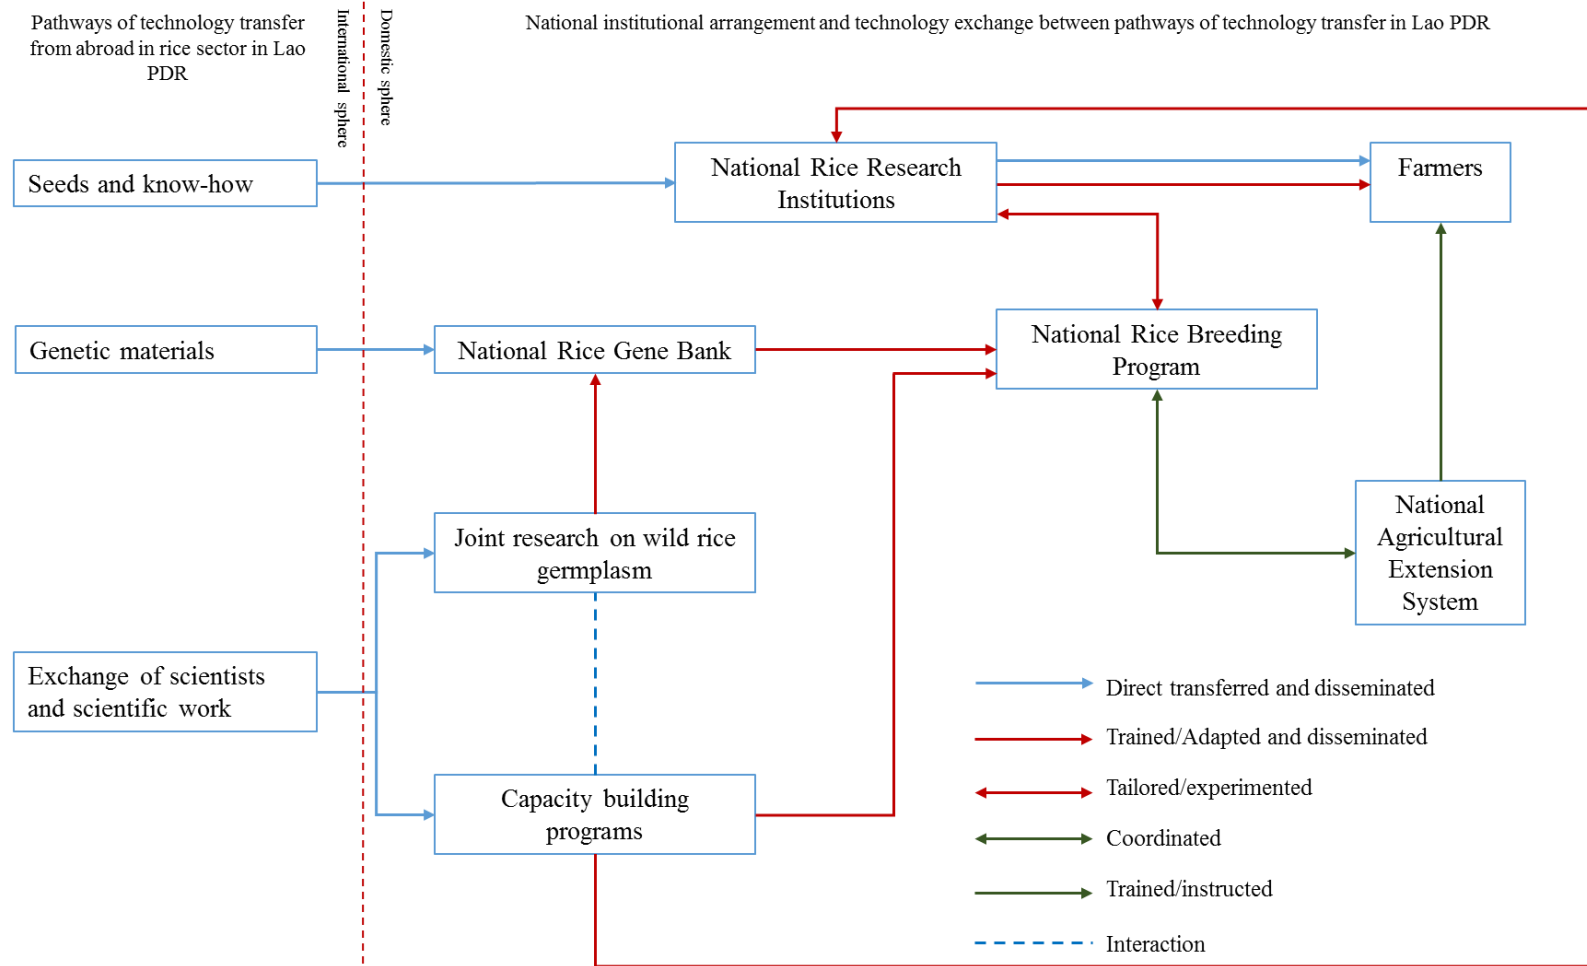 Pathways of technology transfer
from abroad in rice sector in Lao
PDR
International sphere
Domestic sphere
National institutional arrangement and technology exchange between pathways of technology transfer in Lao PDR
Seeds and know-how
National Rice Research
Institutions
Farmers
Genetic materials
National Rice Gene Bank
National Rice Breeding
Program
Joint research on wild rice
germplasm
National
Agricultural
Extension
System
Exchange of scientists
and scientific work
Capacity building
programs
Direct transferred and disseminated
Trained/Adapted and disseminated
Tailored/experimented
Coordinated
Trained/instructed
Interaction